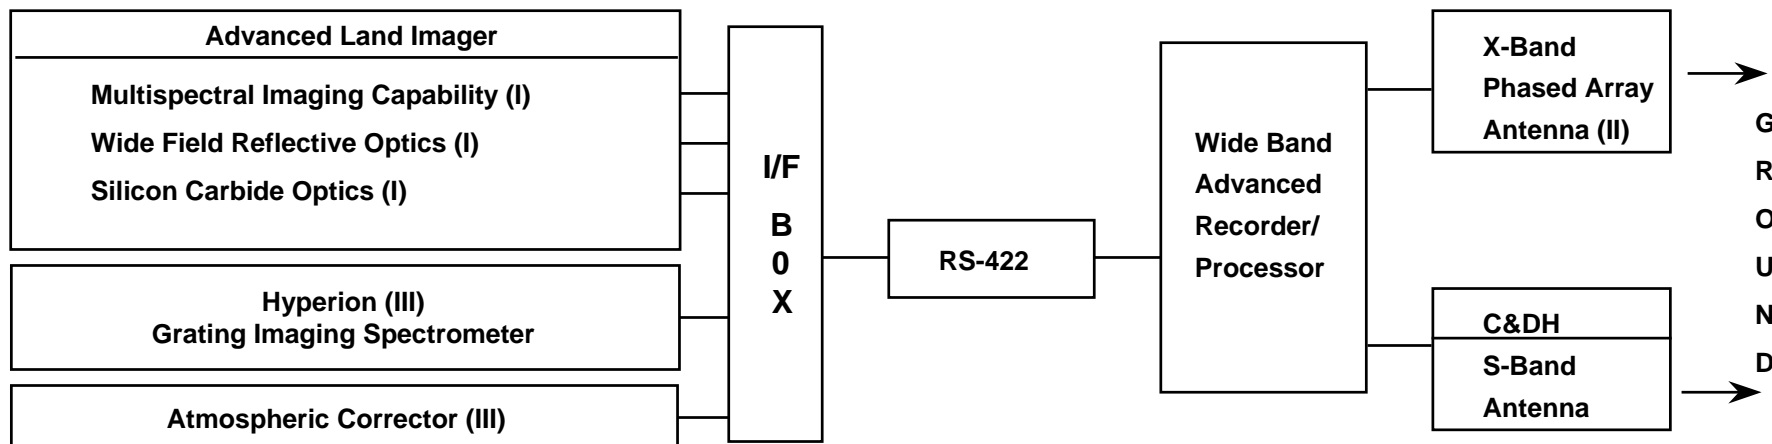 Advanced Land Imager
Multispectral Imaging Capability (I)
Wide Field Reflective Optics (I)
Silicon Carbide Optics (I)
Hyperion (III)
Grating Imaging Spectrometer
Atmospheric Corrector (III)
I/F
B
0
X
RS-422
Wide Band
Advanced
Recorder/
Processor
X-Band
Phased Array
Antenna (II)
C&DH
S-Band
Antenna
G
R
O
U
N
D